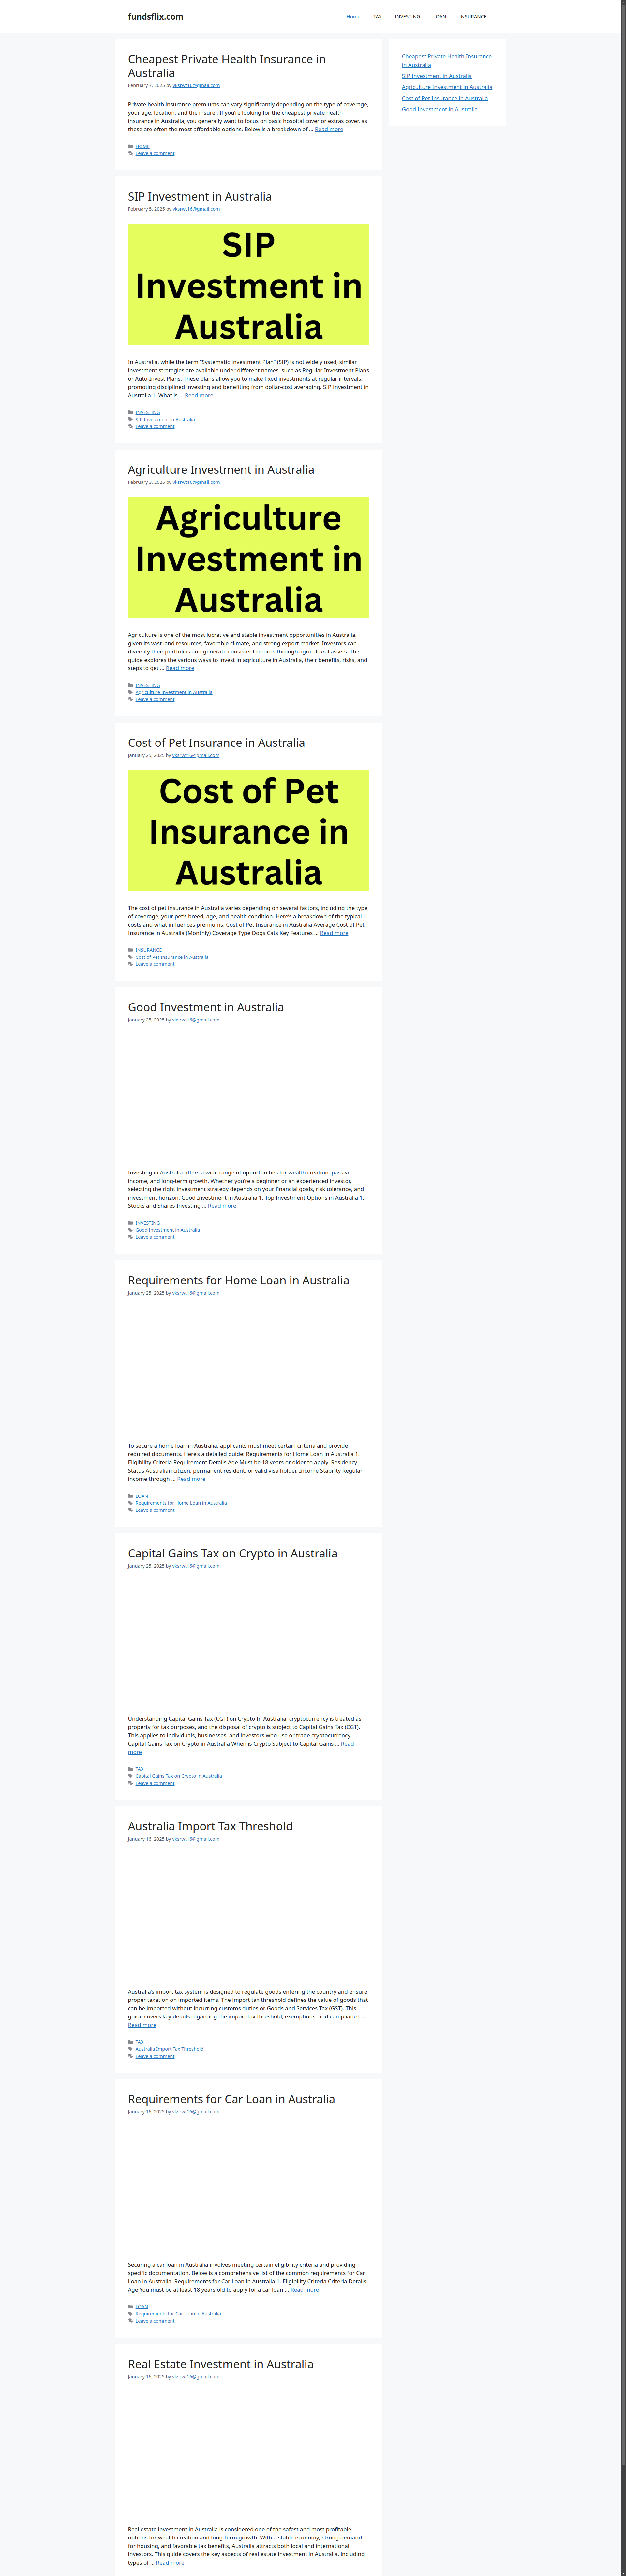 fundsflix.com
Home TAX INVESTING LOAN INSURANCE
Cheapest Private Health Insurance in
Australia
February 7, 2025 by vksrwt16@gmail.com
Private health insurance premiums can vary significantly depending on the type of coverage,
your age, location, and the insurer. If you're looking for the cheapest private health
insurance in Australia, you generally want to focus on basic hospital cover or extras cover, as
these are often the most affordable options. Below is a breakdown of … Read more
HOME
Leave a comment
SIP Investment in Australia
February 5, 2025 by vksrwt16@gmail.com
SIP
Investment in
Australia
In Australia, while the term “Systematic Investment Plan” (SIP) is not widely used, similar
investment strategies are available under different names, such as Regular Investment Plans
or Auto-Invest Plans. These plans allow you to make fixed investments at regular intervals,
promoting disciplined investing and benefiting from dollar-cost averaging. SIP Investment in
Australia 1. What is … Read more
INVESTING
SIP Investment in Australia
Leave a comment
Agriculture Investment in Australia
February 3, 2025 by vksrwt16@gmail.com
Agriculture
Investment in
Australia
Agriculture is one of the most lucrative and stable investment opportunities in Australia,
given its vast land resources, favorable climate, and strong export market. Investors can
diversify their portfolios and generate consistent returns through agricultural assets. This
guide explores the various ways to invest in agriculture in Australia, their benefits, risks, and
steps to get … Read more
INVESTING
Agriculture Investment in Australia
Leave a comment
Cost of Pet Insurance in Australia
January 25, 2025 by vksrwt16@gmail.com
Cost of Pet
Insurance in
Australia
The cost of pet insurance in Australia varies depending on several factors, including the type
of coverage, your pet's breed, age, and health condition. Here's a breakdown of the typical
costs and what influences premiums: Cost of Pet Insurance in Australia Average Cost of Pet
Insurance in Australia (Monthly) Coverage Type Dogs Cats Key Features … Read more
INSURANCE
Cost of Pet Insurance in Australia
Leave a comment
Good Investment in Australia
January 25, 2025 by vksrwt16@gmail.com
Investing in Australia offers a wide range of opportunities for wealth creation, passive
income, and long-term growth. Whether you're a beginner or an experienced investor,
selecting the right investment strategy depends on your financial goals, risk tolerance, and
investment horizon. Good Investment in Australia 1. Top Investment Options in Australia 1.
Stocks and Shares Investing … Read more
INVESTING
Good Investment in Australia
Leave a comment
Requirements for Home Loan in Australia
January 25, 2025 by vksrwt16@gmail.com
To secure a home loan in Australia, applicants must meet certain criteria and provide
required documents. Here's a detailed guide: Requirements for Home Loan in Australia 1.
Eligibility Criteria Requirement Details Age Must be 18 years or older to apply. Residency
Status Australian citizen, permanent resident, or valid visa holder. Income Stability Regular
income through … Read more
LOAN
Requirements for Home Loan in Australia
Leave a comment
Capital Gains Tax on Crypto in Australia
January 25, 2025 by vksrwt16@gmail.com
Understanding Capital Gains Tax (CGT) on Crypto In Australia, cryptocurrency is treated as
property for tax purposes, and the disposal of crypto is subject to Capital Gains Tax (CGT).
This applies to individuals, businesses, and investors who use or trade cryptocurrency.
Capital Gains Tax on Crypto in Australia When is Crypto Subject to Capital Gains … Read
more
TAX
Capital Gains Tax on Crypto in Australia
Leave a comment
Australia Import Tax Threshold
January 16, 2025 by vksrwt16@gmail.com
Australia's import tax system is designed to regulate goods entering the country and ensure
proper taxation on imported items. The import tax threshold defines the value of goods that
can be imported without incurring customs duties or Goods and Services Tax (GST). This
guide covers key details regarding the import tax threshold, exemptions, and compliance …
Read more
TAX
Australia Import Tax Threshold
Leave a comment
Requirements for Car Loan in Australia
January 16, 2025 by vksrwt16@gmail.com
Securing a car loan in Australia involves meeting certain eligibility criteria and providing
specific documentation. Below is a comprehensive list of the common requirements for Car
Loan in Australia. Requirements for Car Loan in Australia 1. Eligibility Criteria Criteria Details
Age You must be at least 18 years old to apply for a car loan … Read more
LOAN
Requirements for Car Loan in Australia
Leave a comment
Real Estate Investment in Australia
January 16, 2025 by vksrwt16@gmail.com
Real estate investment in Australia is considered one of the safest and most profitable
options for wealth creation and long-term growth. With a stable economy, strong demand
for housing, and favorable tax benefits, Australia attracts both local and international
investors. This guide covers the key aspects of real estate investment in Australia, including
types of … Read more
Cheapest Private Health Insurance
in Australia
SIP Investment in Australia
Agriculture Investment in Australia
Cost of Pet Insurance in Australia
Good Investment in Australia